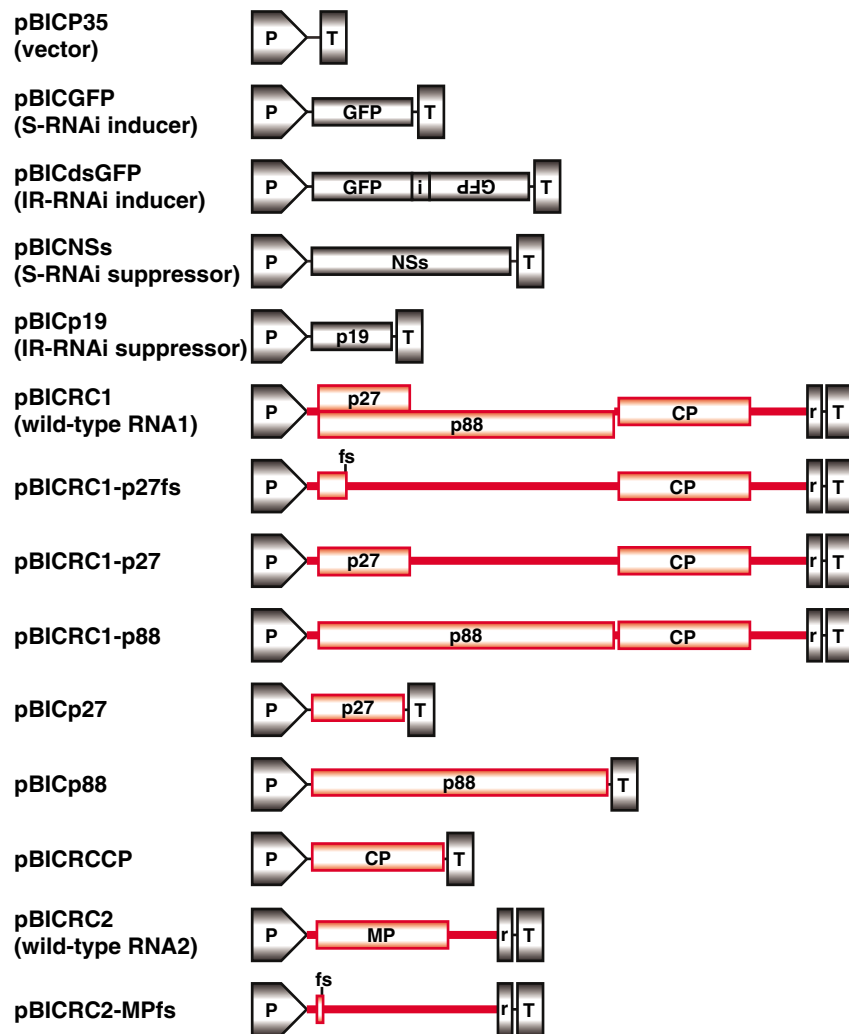 pBICP35
(vector)
P T
pBICGFP
(S-RNAi inducer)
P GFP T
pBICdsGFP
(IR-RNAi inducer)
P GFP i GFP T
pBICNSs
(S-RNAi suppressor)
P NSs T
pBICp19
(IR-RNAi suppressor)
P p19 T
pBICRC1
(wild-type RNA1)
P p27 p88 CP r T
pBICRC1-p27fs
fs
P CP r T
pBICRC1-p27
P p27 CP r T
pBICRC1-p88
P p88 CP r T
pBICp27
P p27 T
pBICp88
P p88 T
pBICRCCP
P CP T
pBICRC2
(wild-type RNA2)
P MP r T
pBICRC2-MPfs
fs
P r T